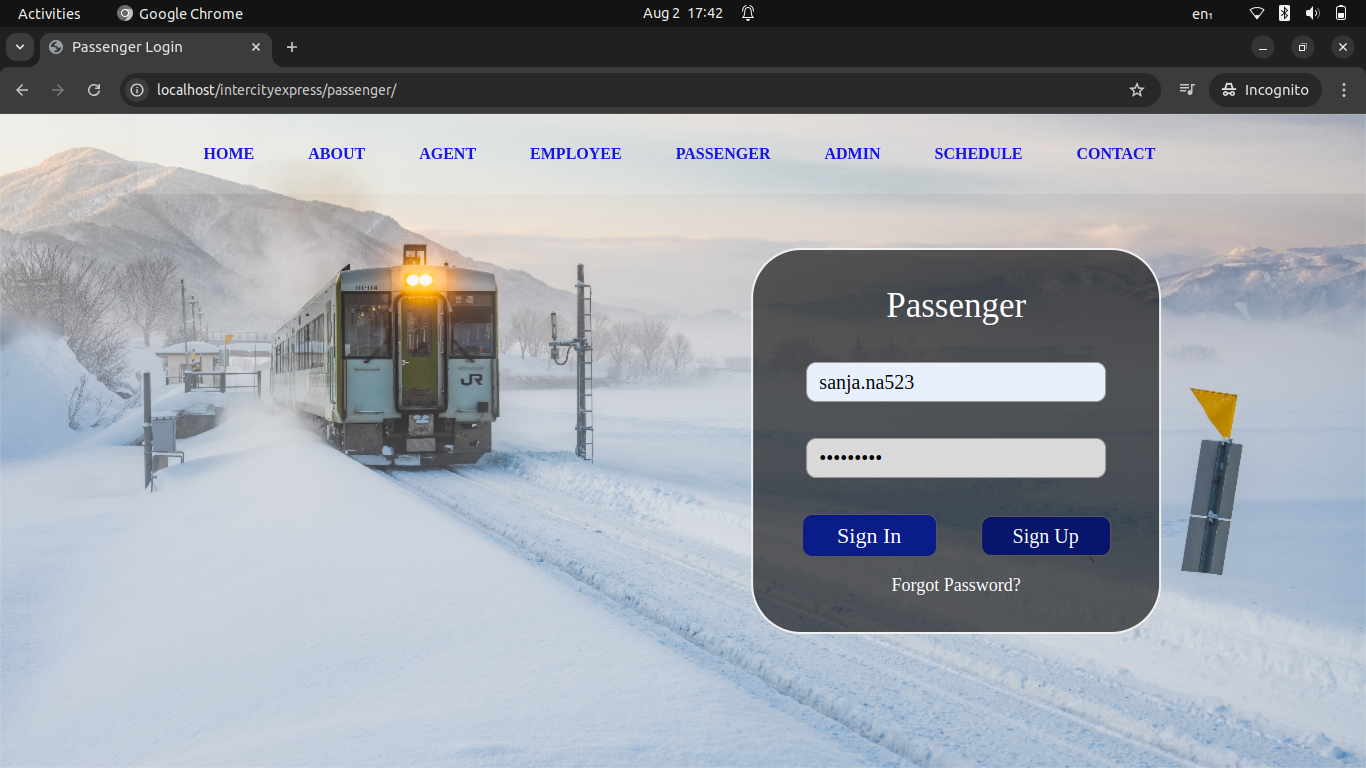 Activities Google Chrome Aug 2 17:42 en₁
Passenger Login
localhost/intercityexpress/passenger/ Incognito
HOME ABOUT AGENT EMPLOYEE PASSENGER ADMIN SCHEDULE CONTACT
Passenger
JR
sanja.na523
•••••••••
Sign In Sign Up
Forgot Password?